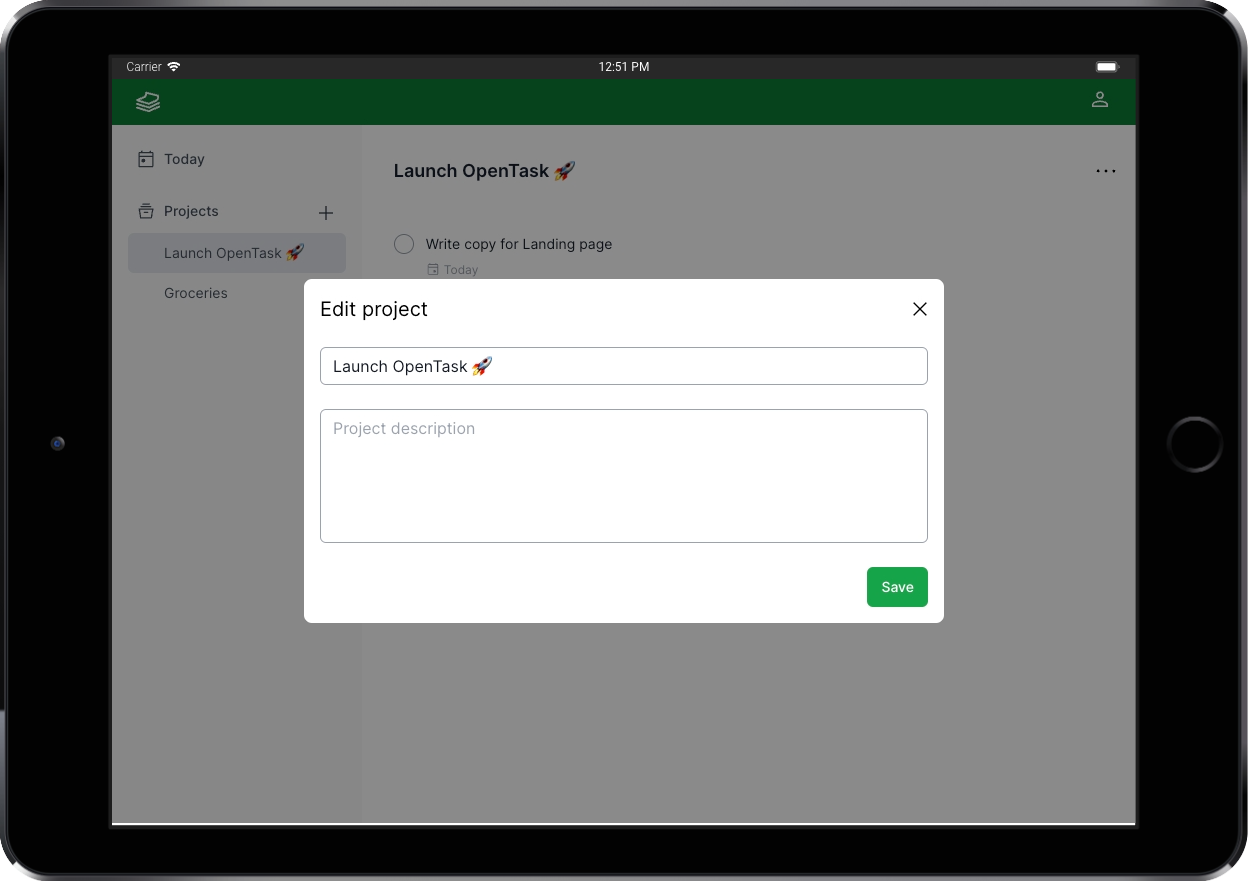 Carrier
12:51 PM
Today
Projects
Launch OpenTask 🚀
Groceries
Launch OpenTask 🚀
Write copy for Landing page
Today
Edit project
Launch OpenTask 🚀
Project description
Save